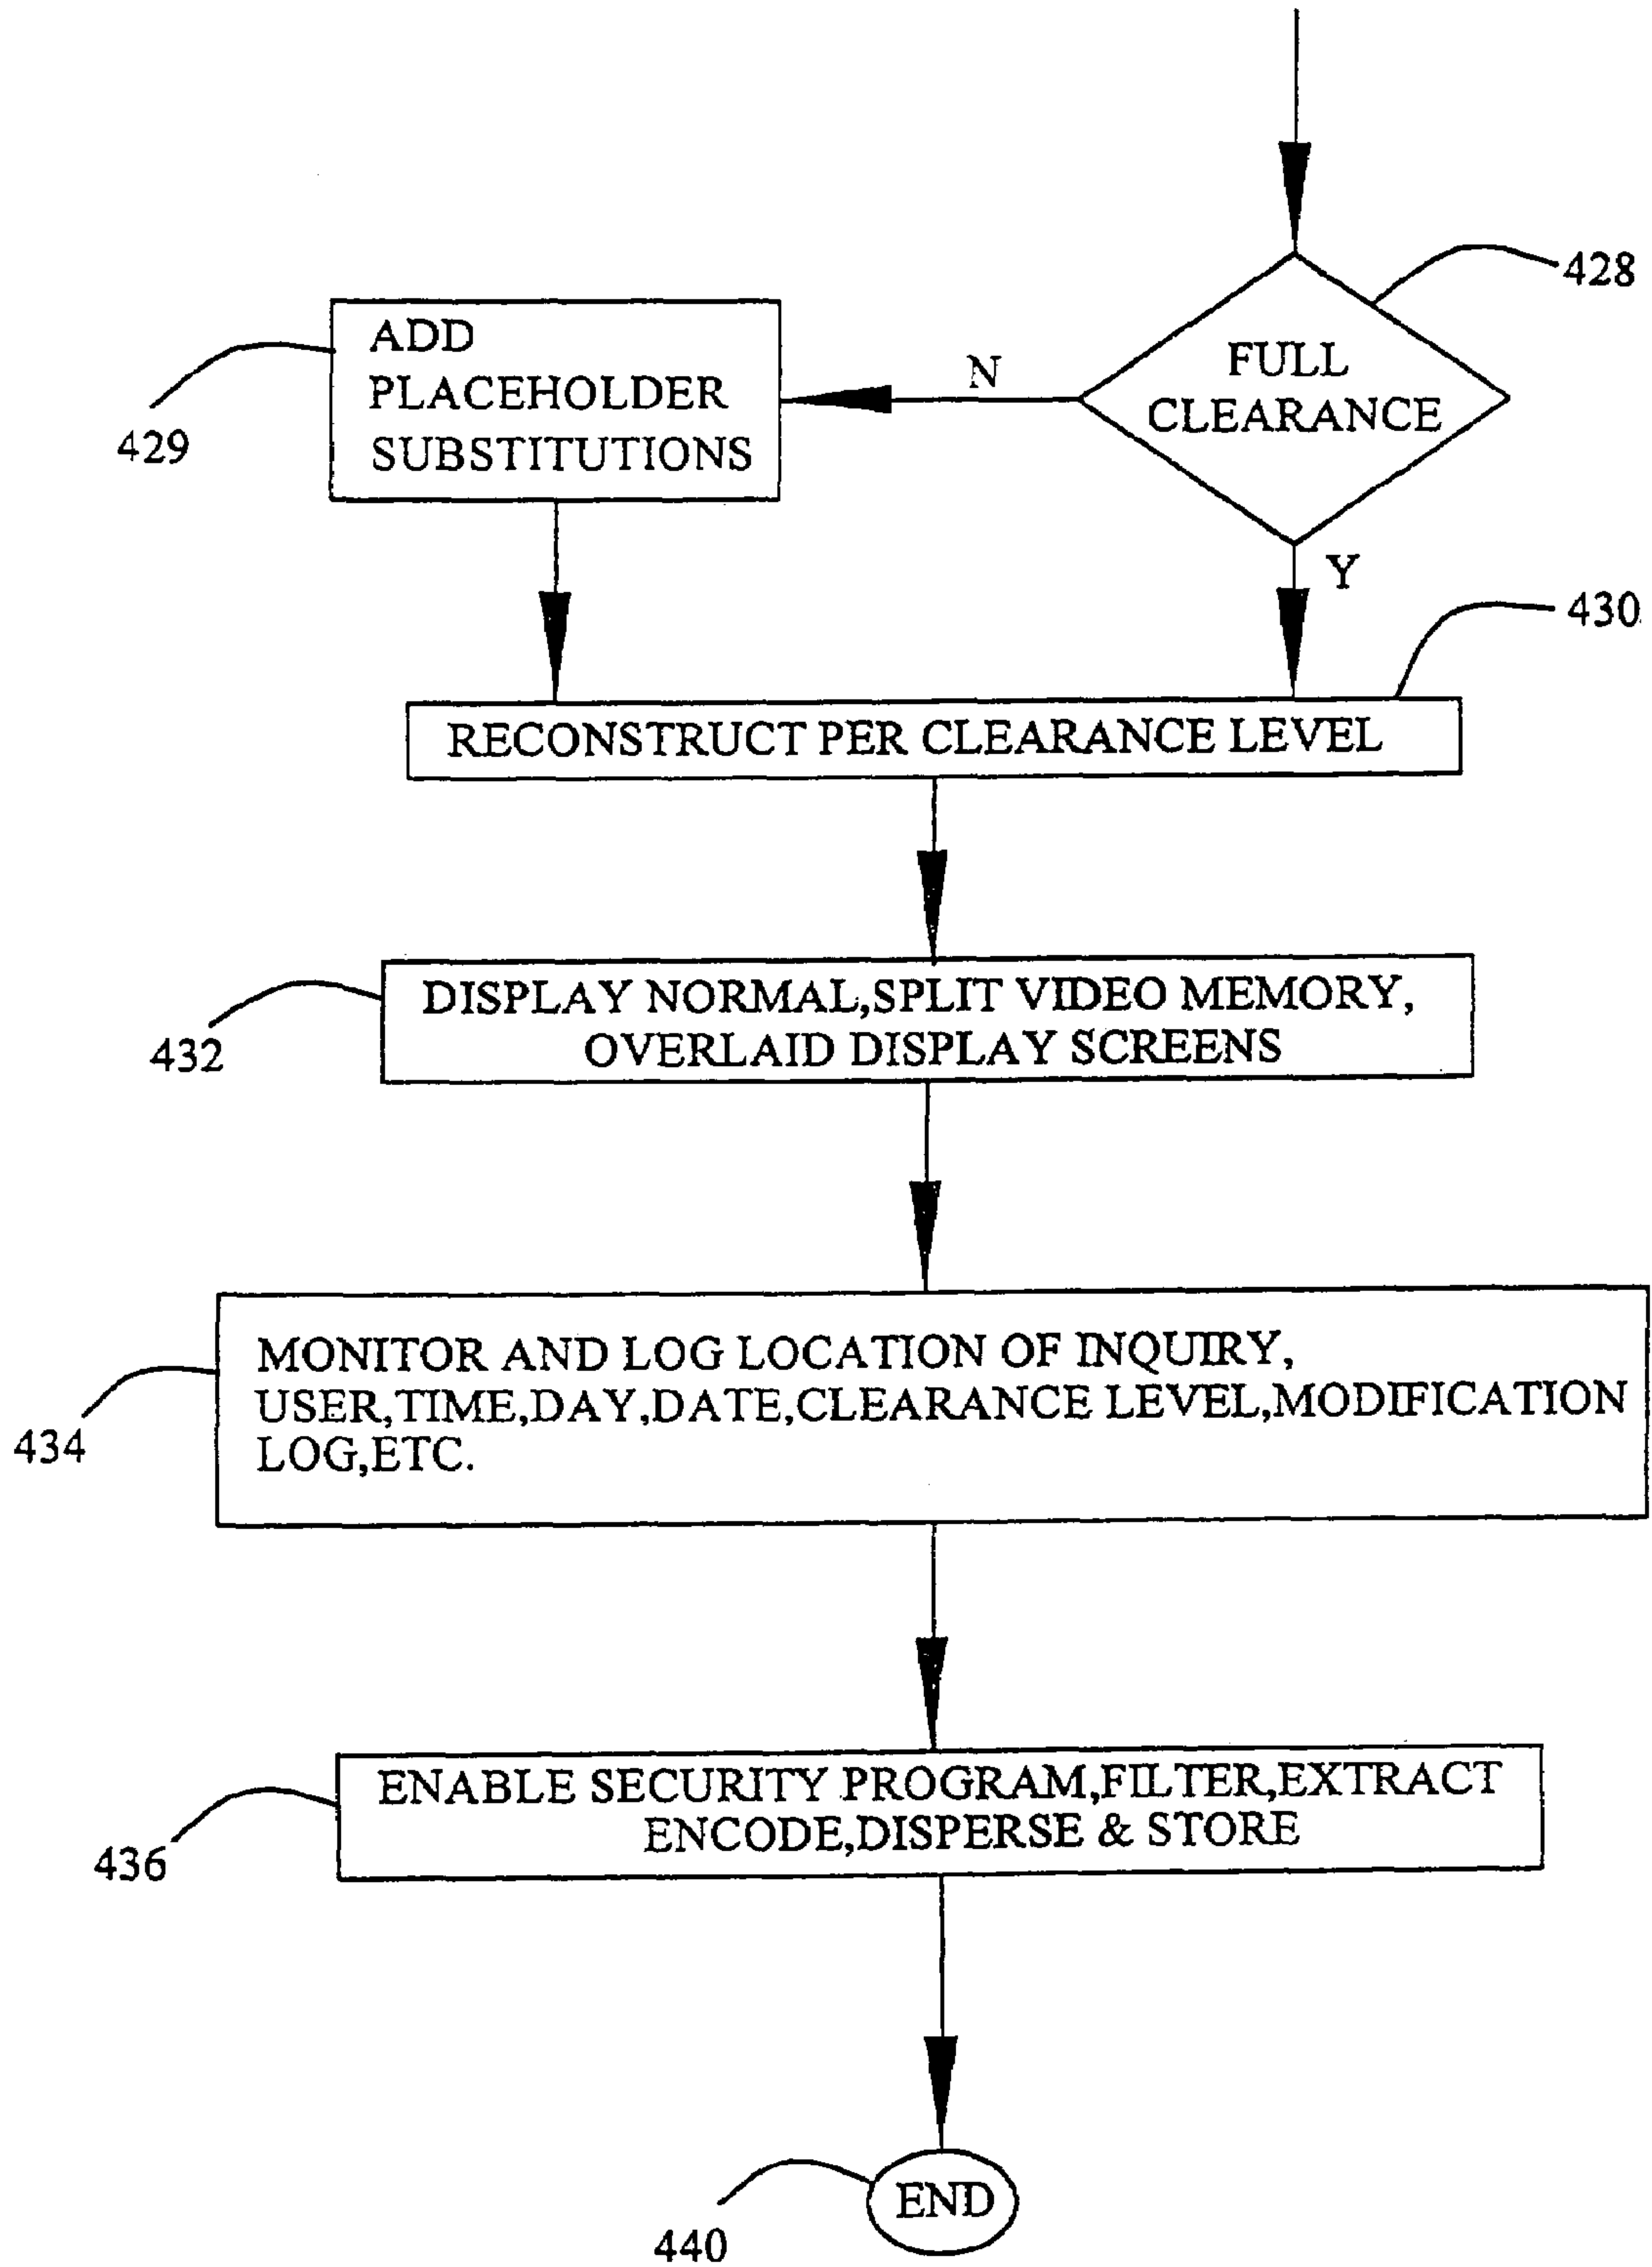 428
FULL
CLEARANCE
N
ADD
PLACEHOLDER
SUBSTITUTIONS
429
Y
430
RECONSTRUCT PER CLEARANCE LEVEL
DISPLAY NORMAL,SPLIT VIDEO MEMORY,
OVERLAID DISPLAY SCREENS
432
MONITOR AND LOG LOCATION OF INQUIRY,
USER,TIME,DAY,DATE,CLEARANCE LEVEL,MODIFICATION
LOG,ETC.
434
ENABLE SECURITY PROGRAM,FILTER,EXTRACT
ENCODE,DISPERSE & STORE
436
END
440